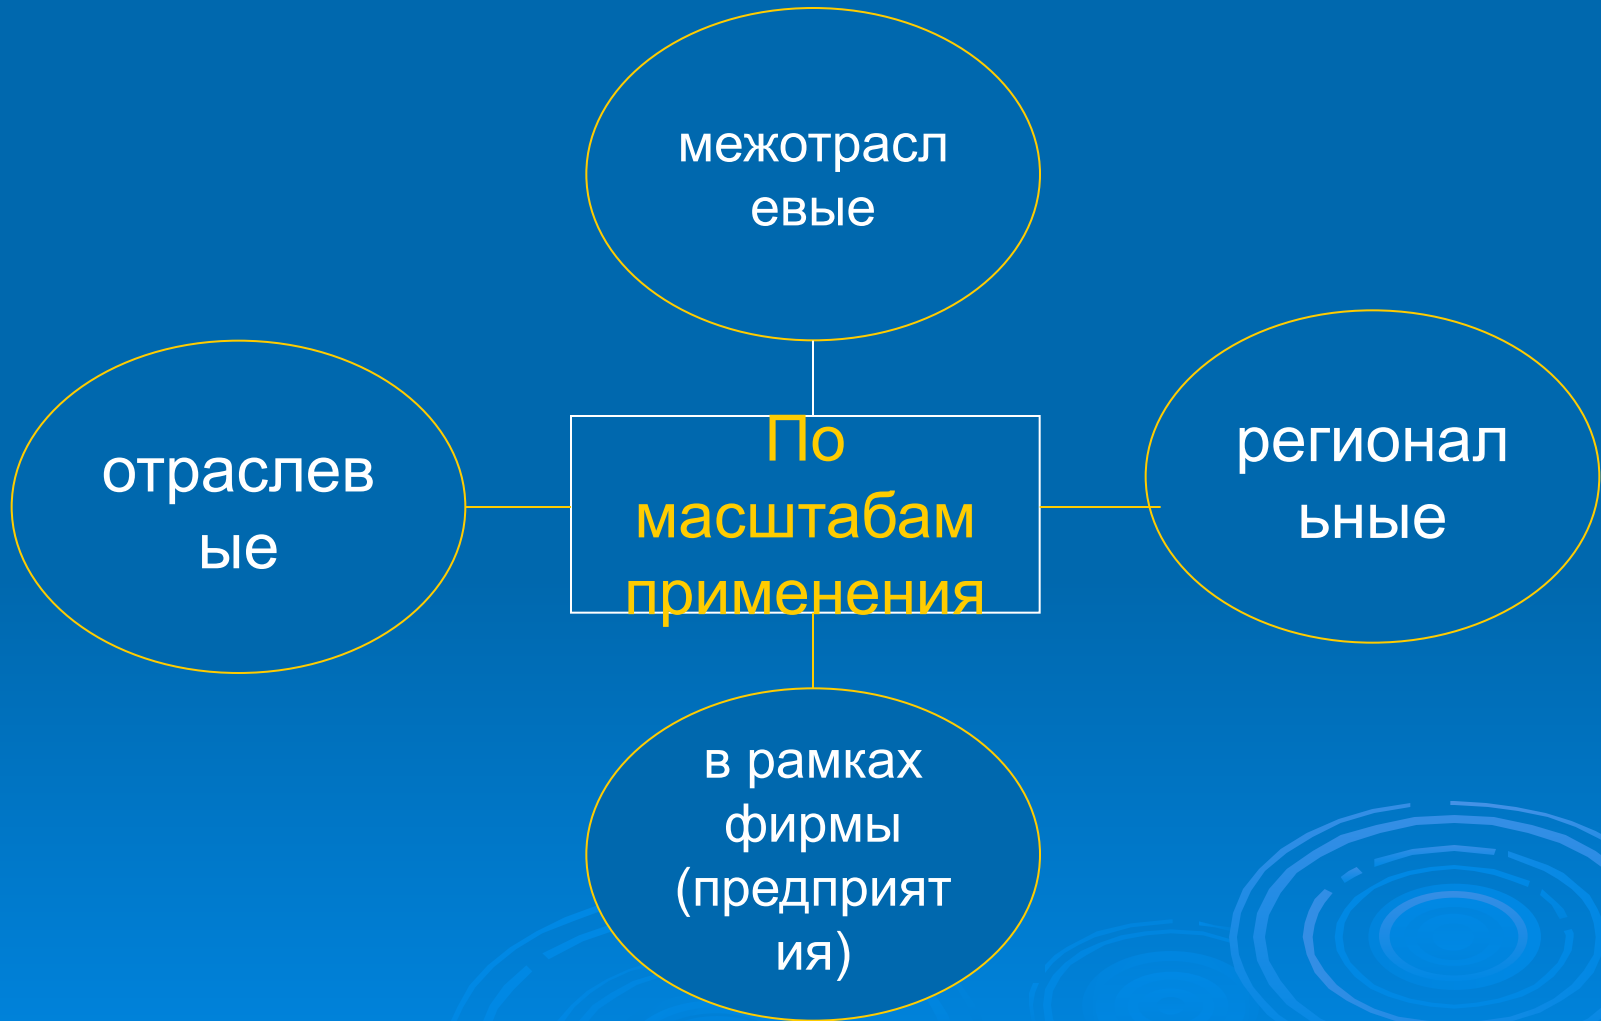 межотрасл
евые
отраслев
ые
По
масштабам
применения
регионал
ьные
в рамках
фирмы
(предприят
ия)